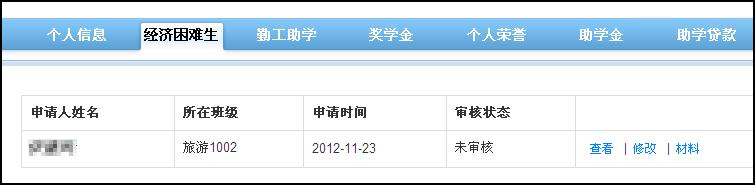 个人信息 经济困难生 勤工助学 奖学金 个人荣誉 助学金 助学贷款
申请人姓名 所在班级 申请时间 审核状态
旅游1002 2012-11-23 未审核 查看 | 修改 | 材料